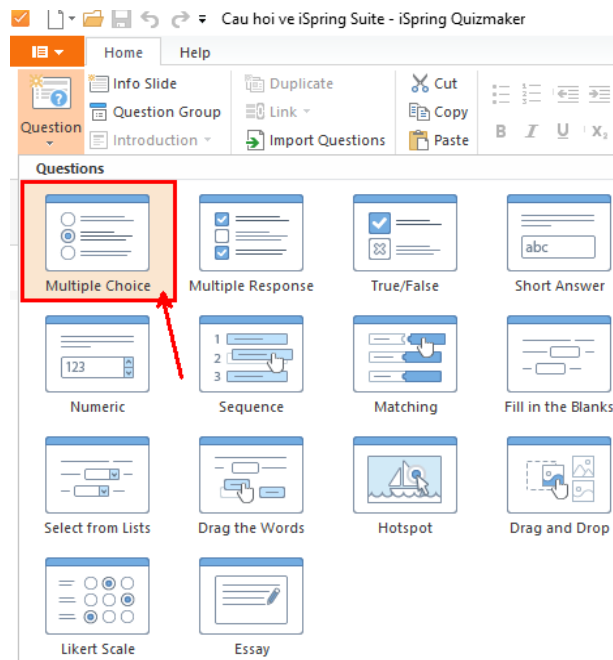 Cau hoi ve iSpring Suite - iSpring Quizmaker
Home Help
Question
Info Slide
Question Group
Introduction
Duplicate
Link
Import Questions
Cut
Copy
Paste
B I U X₂
Questions
Multiple Choice
Multiple Response
True/False
abc
Short Answer
123
Numeric
1
2
3
Sequence
Matching
Fill in the Blanks
Select from Lists
Drag the Words
Hotspot
Drag and Drop
Likert Scale
Essay